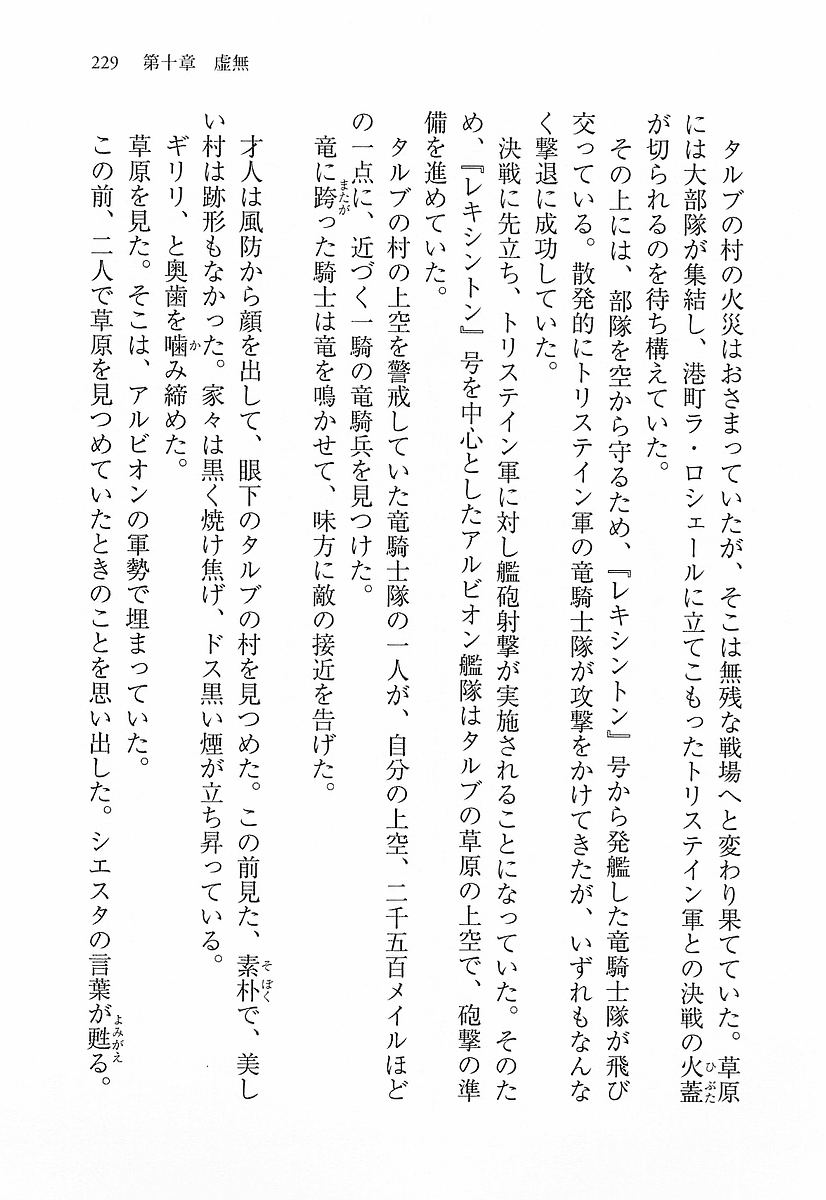 229　第十章　虚無
　タルブの村の火災はおさまっていたが、そこは無残な戦場へと変わり果てていた。草原
には大部隊が集結し、港町ラ・ロシェールに立てこもったトリステイン軍との決戦の火蓋
が切られるのを待ち構えていた。
　その上には、部隊を空から守るため、『レキシントン』号から発艦した竜騎士隊が飛び
交っている。散発的にトリステイン軍の竜騎士隊が攻撃をかけてきたが、いずれもなんな
く撃退に成功していた。
　決戦に先立ち、トリステイン軍に対し艦砲射撃が実施されることになっていた。そのた
め、『レキシントン』号を中心としたアルビオン艦隊はタルブの草原の上空で、砲撃の準
備を進めていた。
　タルブの村の上空を警戒していた竜騎士隊の一人が、自分の上空、二千五百メイルほど
の一点に、近づく一騎の竜騎兵を見つけた。
　竜に跨った騎士は竜を鳴かせて、味方に敵の接近を告げた。
　才人は風防から顔を出して、眼下のタルブの村を見つめた。この前見た、素朴で、美し
い村は跡形もなかった。家々は黒く焼け焦げ、ドス黒い煙が立ち昇っている。
　ギリリ、と奥歯を噛み締めた。
　草原を見た。そこは、アルビオンの軍勢で埋まっていた。
　この前、二人で草原を見つめていたときのことを思い出した。シエスタの言葉が甦る。